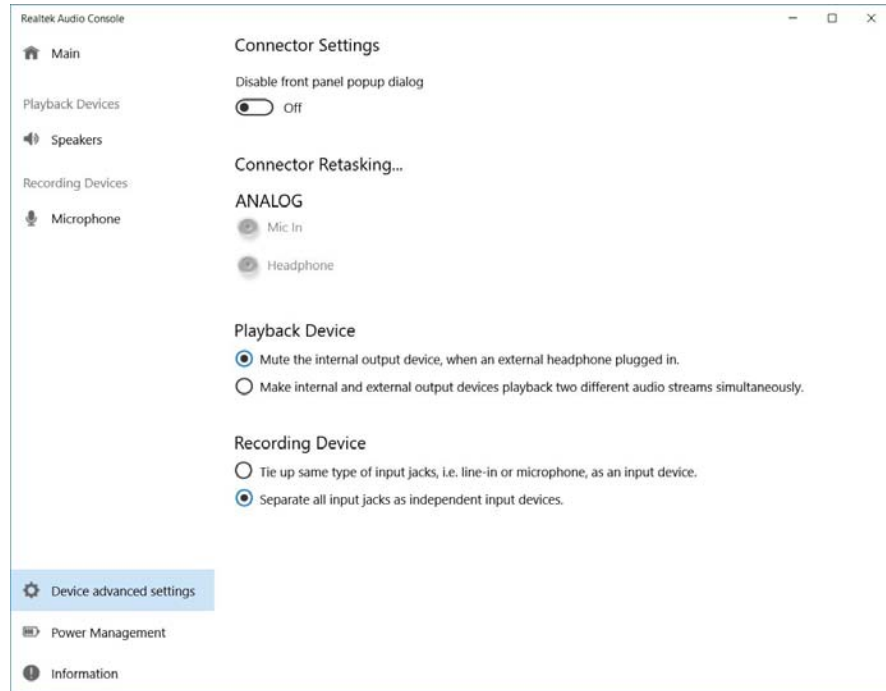 Realtek Audio Console
Main
Playback Devices
Speakers
Recording Devices
Microphone
Device advanced settings
Power Management
Information
Connector Settings
Disable front panel popup dialog
Off
Connector Retasking...
ANALOG
Mic In
Headphone
Playback Device
Mute the internal output device, when an external headphone plugged in.
Make internal and external output devices playback two different audio streams simultaneously.
Recording Device
Tie up same type of input jacks, i.e. line-in or microphone, as an input device.
Separate all input jacks as independent input devices.